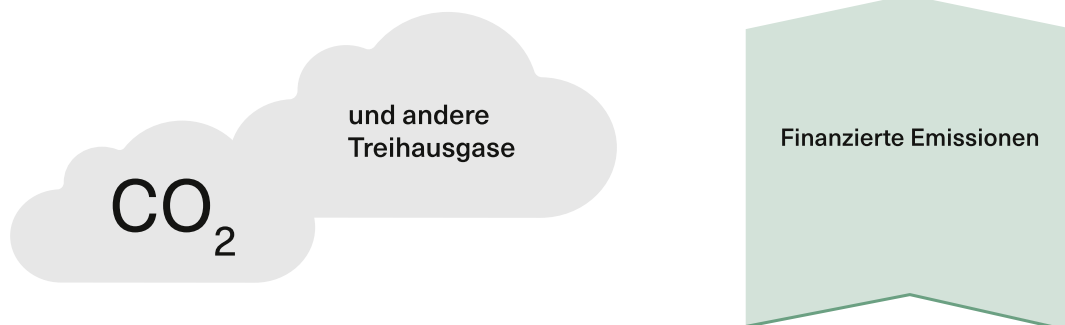 und andere
Treihausgase
CO₂
Finanzierte Emissionen